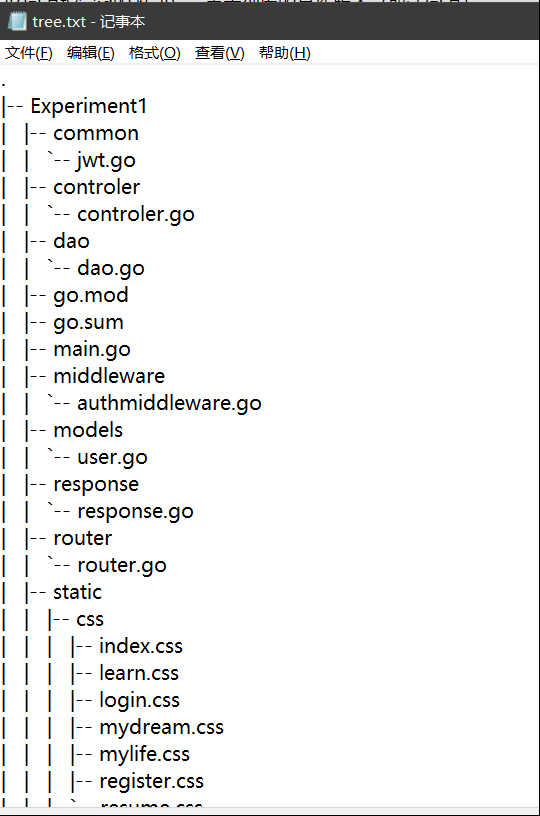 tree.txt - 记事本
文件(F) 编辑(E) 格式(O) 查看(V) 帮助(H)
.
|-- Experiment1
|   |-- common
|   |   `-- jwt.go
|   |-- controler
|   |   `-- controler.go
|   |-- dao
|   |   `-- dao.go
|   |-- go.mod
|   |-- go.sum
|   |-- main.go
|   |-- middleware
|   |   `-- authmiddleware.go
|   |-- models
|   |   `-- user.go
|   |-- response
|   |   `-- response.go
|   |-- router
|   |   `-- router.go
|   |-- static
|   |   |-- css
|   |   |   |-- index.css
|   |   |   |-- learn.css
|   |   |   |-- login.css
|   |   |   |-- mydream.css
|   |   |   |-- mylife.css
|   |   |   |-- register.css
|   |   |   `-- resume.css